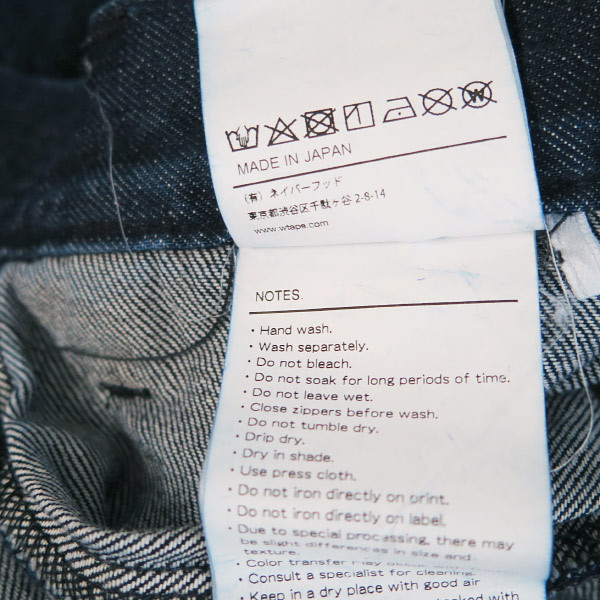 MADE IN JAPAN
(有) ネイバーフッド
東京都渋谷区千駄ヶ谷 2-8-14
www.wtaps.com
NOTES.
・Hand wash.
・Wash separately.
・Do not bleach.
・Do not soak for long periods of time.
・Do not leave wet.
・Close zippers before wash.
・Do not tumble dry.
・Drip dry.
・Dry in shade.
・Use press cloth.
・Do not iron directly on print.
・Do not iron directly on label.
・Due to special processing, there may
be slight differences in size and
texture.
・Color transfer may
・Consult a specialist for cleaning.
・Keep in a dry place with good air
with